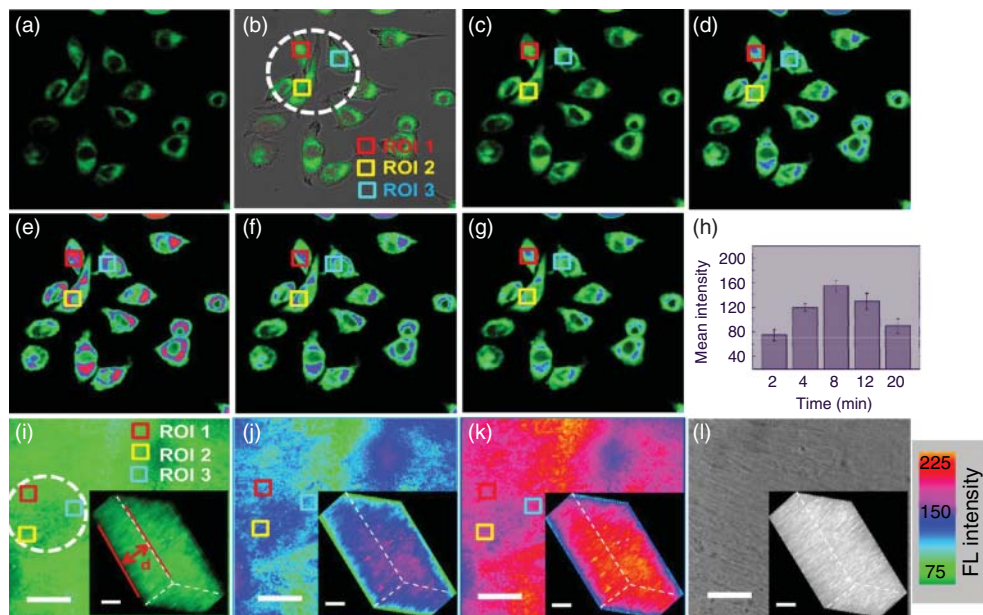 (a)
(b)
ROI 1
ROI 2
ROI 3
(c)
(d)
(e)
(f)
(g)
(h)
Mean intensity
200
160
120
80
40
2 4 8 12 20
Time (min)
(i)
ROI 1
ROI 2
ROI 3
d
(j)
(k)
(l)
225
150
75
FL intensity